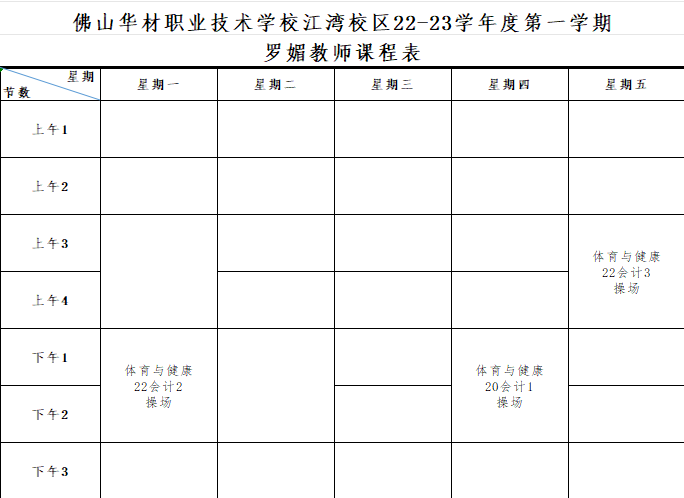 佛山华材职业技术学校江湾校区22-23学年度第一学期
罗媚教师课程表
星期
节数
星期一
星期二
星期三
星期四
星期五
上午1
上午2
上午3
体育与健康
22会计3
操场
上午4
下午1
体育与健康
22会计2
操场
体育与健康
20会计1
操场
下午2
下午3